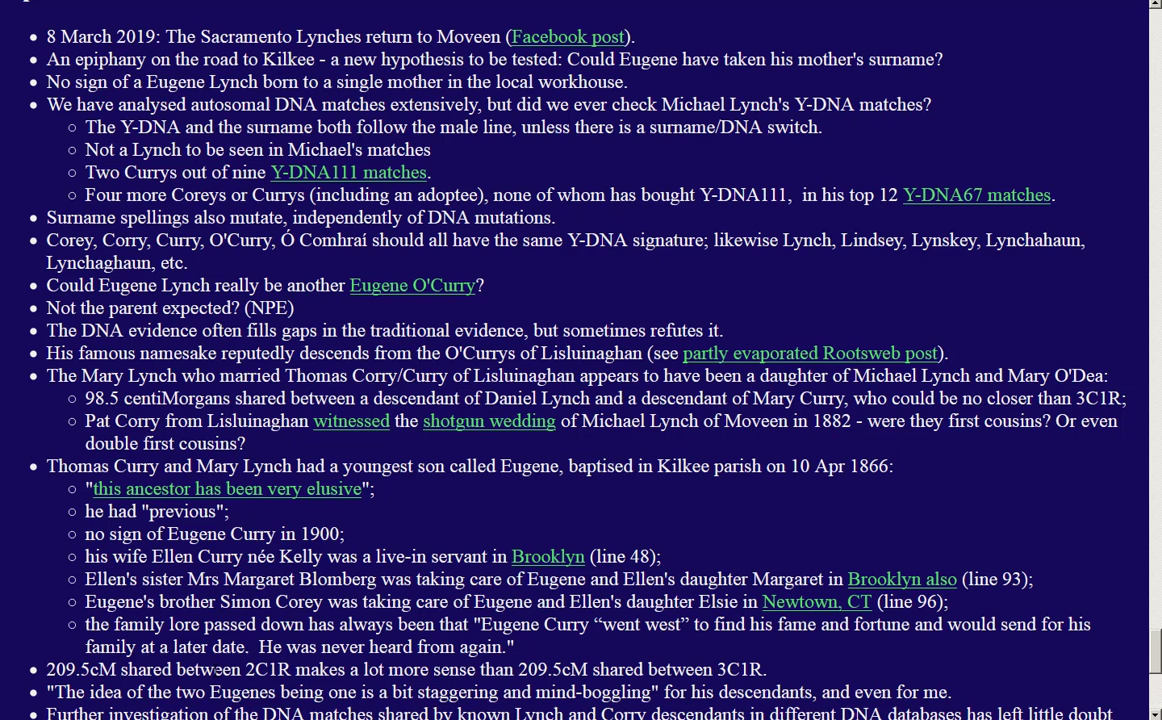 8 March 2019: The Sacramento Lynches return to Moveen (Facebook post).
An epiphany on the road to Kilkee - a new hypothesis to be tested: Could Eugene have taken his mother's surname?
No sign of a Eugene Lynch born to a single mother in the local workhouse.
We have analysed autosomal DNA matches extensively, but did we ever check Michael Lynch's Y-DNA matches?
The Y-DNA and the surname both follow the male line, unless there is a surname/DNA switch.
Not a Lynch to be seen in Michael's matches
Two Currys out of nine Y-DNA111 matches.
Four more Coreys or Currys (including an adoptee), none of whom has bought Y-DNA111,  in his top 12 Y-DNA67 matches.
Surname spellings also mutate, independently of DNA mutations.
Corey, Corry, Curry, O'Curry, Ó Comhraí should all have the same Y-DNA signature; likewise Lynch, Lindsey, Lynskey, Lynchahaun,
Lynchaghaun, etc.
Could Eugene Lynch really be another Eugene O'Curry?
Not the parent expected? (NPE)
The DNA evidence often fills gaps in the traditional evidence, but sometimes refutes it.
His famous namesake reputedly descends from the O'Currys of Lisluinaghan (see partly evaporated Rootsweb post).
The Mary Lynch who married Thomas Corry/Curry of Lisluinaghan appears to have been a daughter of Michael Lynch and Mary O'Dea:
98.5 centiMorgans shared between a descendant of Daniel Lynch and a descendant of Mary Curry, who could be no closer than 3C1R;
Pat Corry from Lisluinaghan witnessed the shotgun wedding of Michael Lynch of Moveen in 1882 - were they first cousins? Or even
double first cousins?
Thomas Curry and Mary Lynch had a youngest son called Eugene, baptised in Kilkee parish on 10 Apr 1866:
"this ancestor has been very elusive";
he had "previous";
no sign of Eugene Curry in 1900;
his wife Ellen Curry née Kelly was a live-in servant in Brooklyn (line 48);
Ellen's sister Mrs Margaret Blomberg was taking care of Eugene and Ellen's daughter Margaret in Brooklyn also (line 93);
Eugene's brother Simon Corey was taking care of Eugene and Ellen's daughter Elsie in Newtown, CT (line 96);
the family lore passed down has always been that "Eugene Curry “went west” to find his fame and fortune and would send for his
family at a later date.  He was never heard from again."
209.5cM shared between 2C1R makes a lot more sense than 209.5cM shared between 3C1R.
"The idea of the two Eugenes being one is a bit staggering and mind-boggling" for his descendants, and even for me.
Further investigation of the DNA matches shared by known Lynch and Corry descendants in different DNA databases has left little doubt